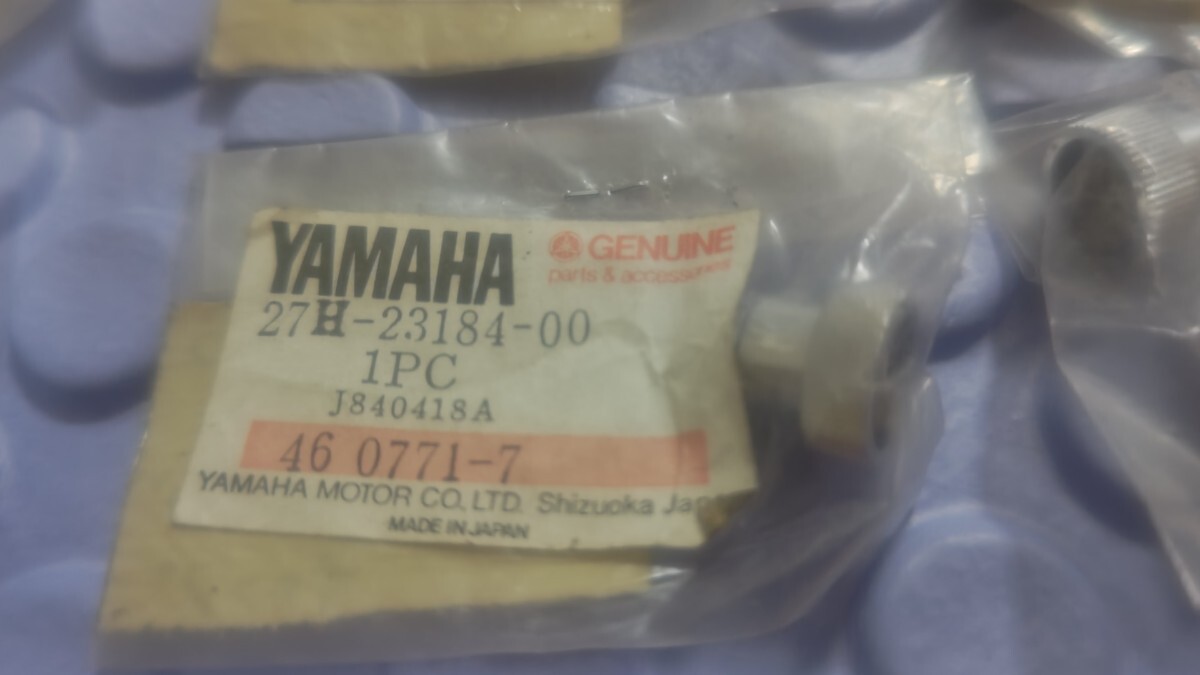 YAMAHA GENUINE
parts & accessories
27H-23184-00
1PC
J840418A
46 0771-7
YAMAHA MOTOR CO. LTD. Shizuoka Jap
MADE IN JAPAN